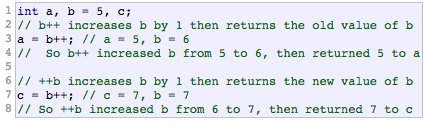 1 int a, b = 5, c;
2 // b++ increases b by 1 then returns the old value of b
3 a = b++; // a = 5, b = 6
4 //  So b++ increased b from 5 to 6, then returned 5 to a
5
6 // ++b increases b by 1 then returns the new value of b
7 c = b++; // c = 7, b = 7
8 // So ++b increased b from 6 to 7, then returned 7 to c